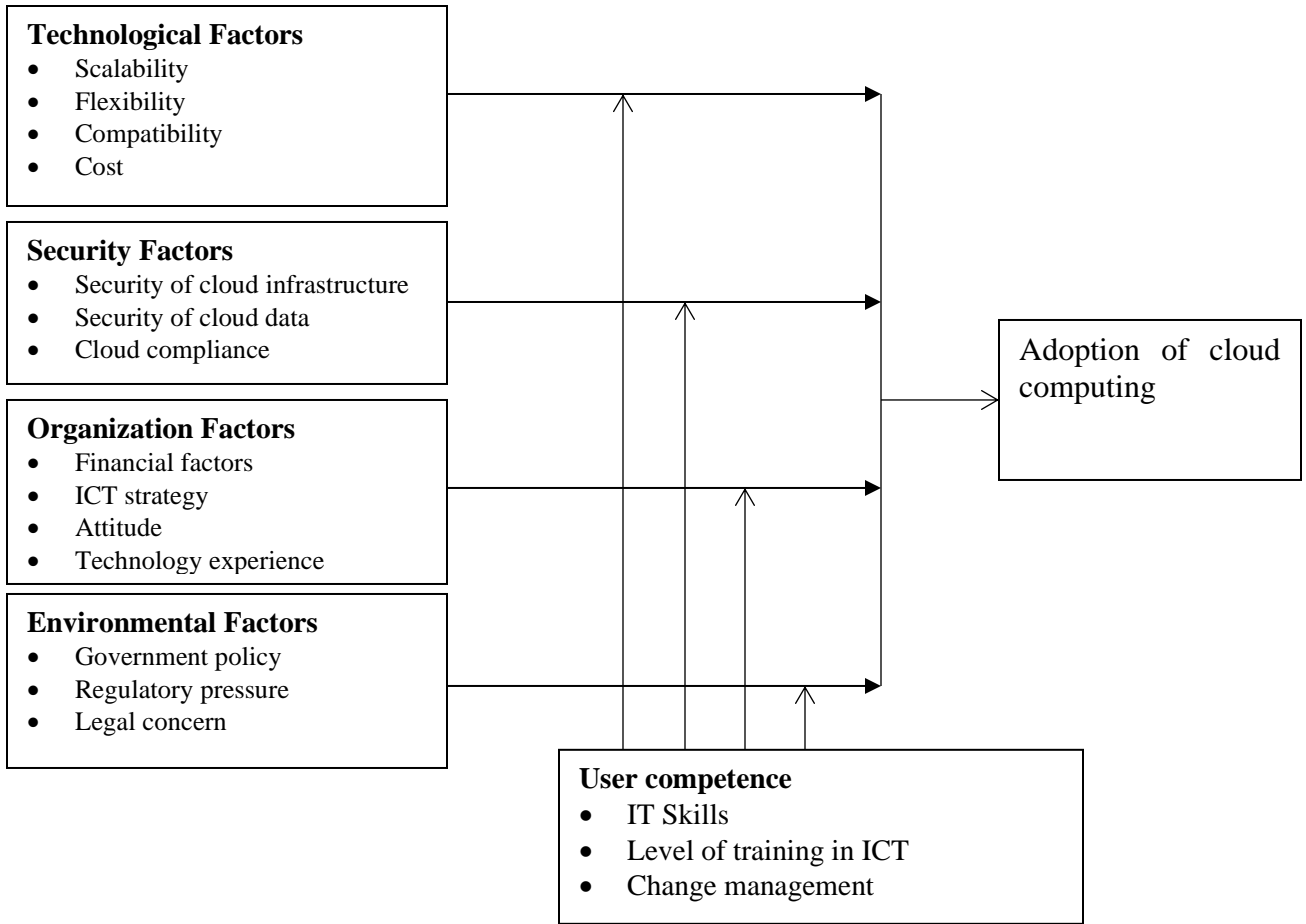 Technological Factors
• Scalability
• Flexibility
• Compatibility
• Cost
Security Factors
• Security of cloud infrastructure
• Security of cloud data
• Cloud compliance
Organization Factors
• Financial factors
• ICT strategy
• Attitude
• Technology experience
Environmental Factors
• Government policy
• Regulatory pressure
• Legal concern
Adoption of cloud
computing
User competence
• IT Skills
• Level of training in ICT
• Change management